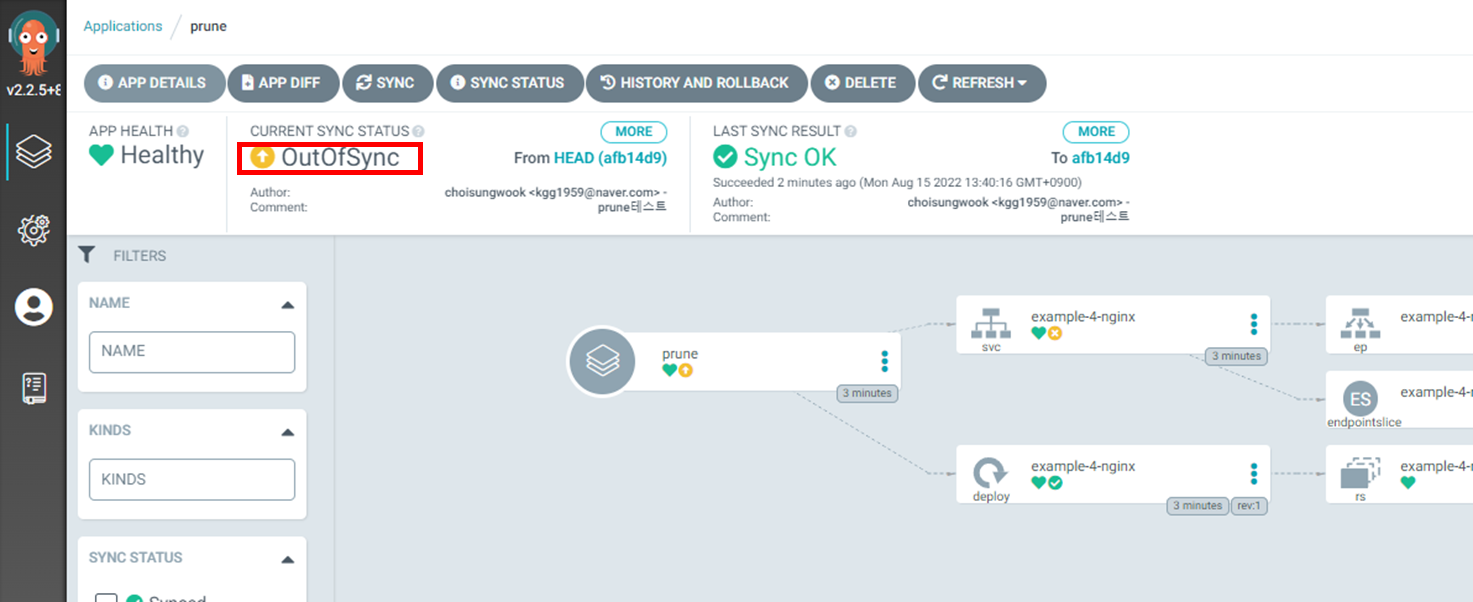 Applications / prune
v2.2.5+8
APP DETAILS
APP DIFF
SYNC
SYNC STATUS
HISTORY AND ROLLBACK
DELETE
REFRESH
APP HEALTH
Healthy
CURRENT SYNC STATUS
MORE
OutOfSync
From HEAD (afb14d9)
Author: choisungwook <kgg1959@naver.com> -
Comment: prune테스트
LAST SYNC RESULT
MORE
Sync OK
To afb14d9
Succeeded 2 minutes ago (Mon Aug 15 2022 13:40:16 GMT+0900)
Author: choisungwook <kgg1959@naver.com> -
Comment: prune테스트
FILTERS
NAME
NAME
KINDS
KINDS
SYNC STATUS
Synced
prune
3 minutes
example-4-nginx
svc
3 minutes
example-4-n
ep
ES
example-4-n
endpointslice
example-4-nginx
deploy
3 minutes
rev:1
example-4-n
rs